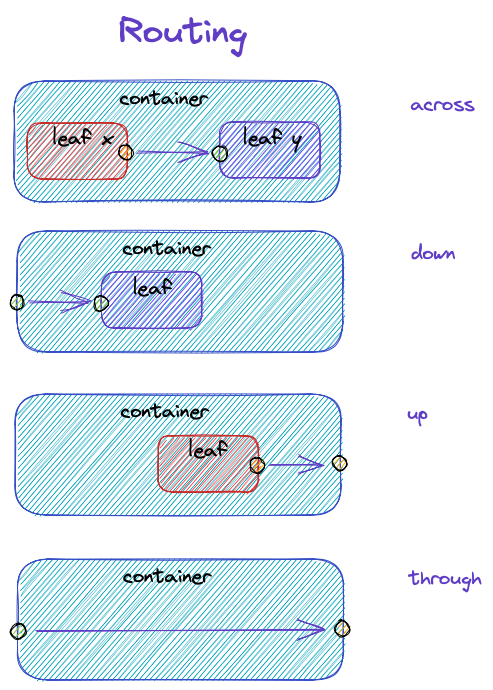 Routing
container
across
leaf x
leaf y
container
down
leaf
container
up
leaf
container
through